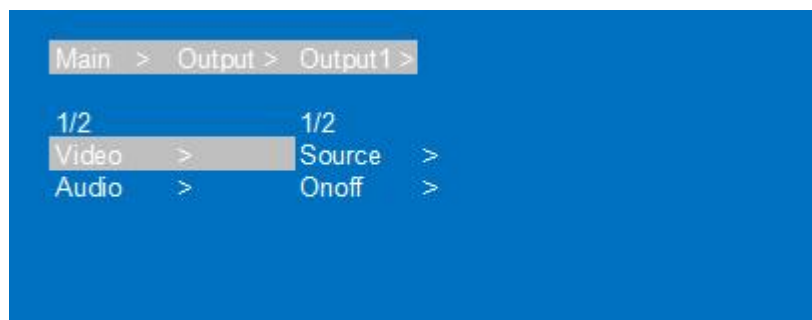 Main > Output > Output1 >
1/2 1/2
Video > Source >
Audio > Onoff >